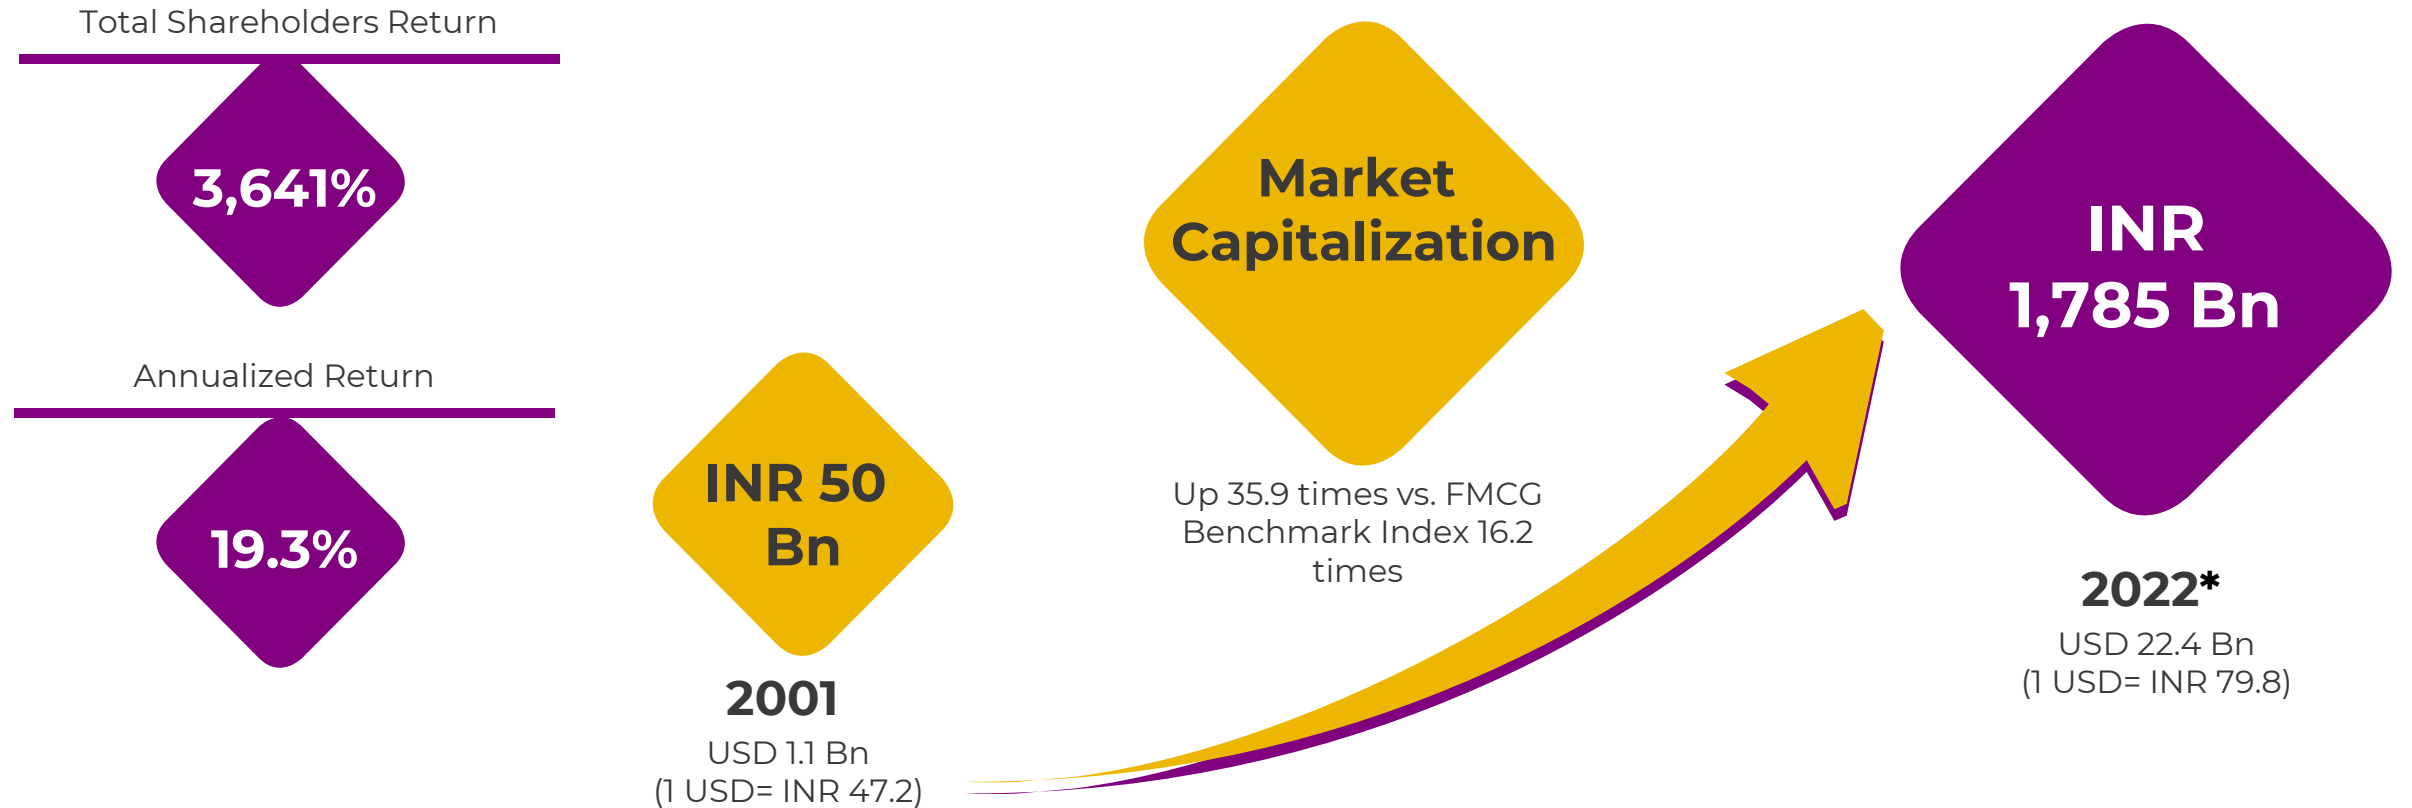 Total Shareholders Return
3,641%
Annualized Return
19.3%
INR 50
Bn
2001
USD 1.1 Bn
(1 USD= INR 47.2)
Market
Capitalization
Up 35.9 times vs. FMCG
Benchmark Index 16.2
times
INR
1,785 Bn
2022*
USD 22.4 Bn
(1 USD= INR 79.8)